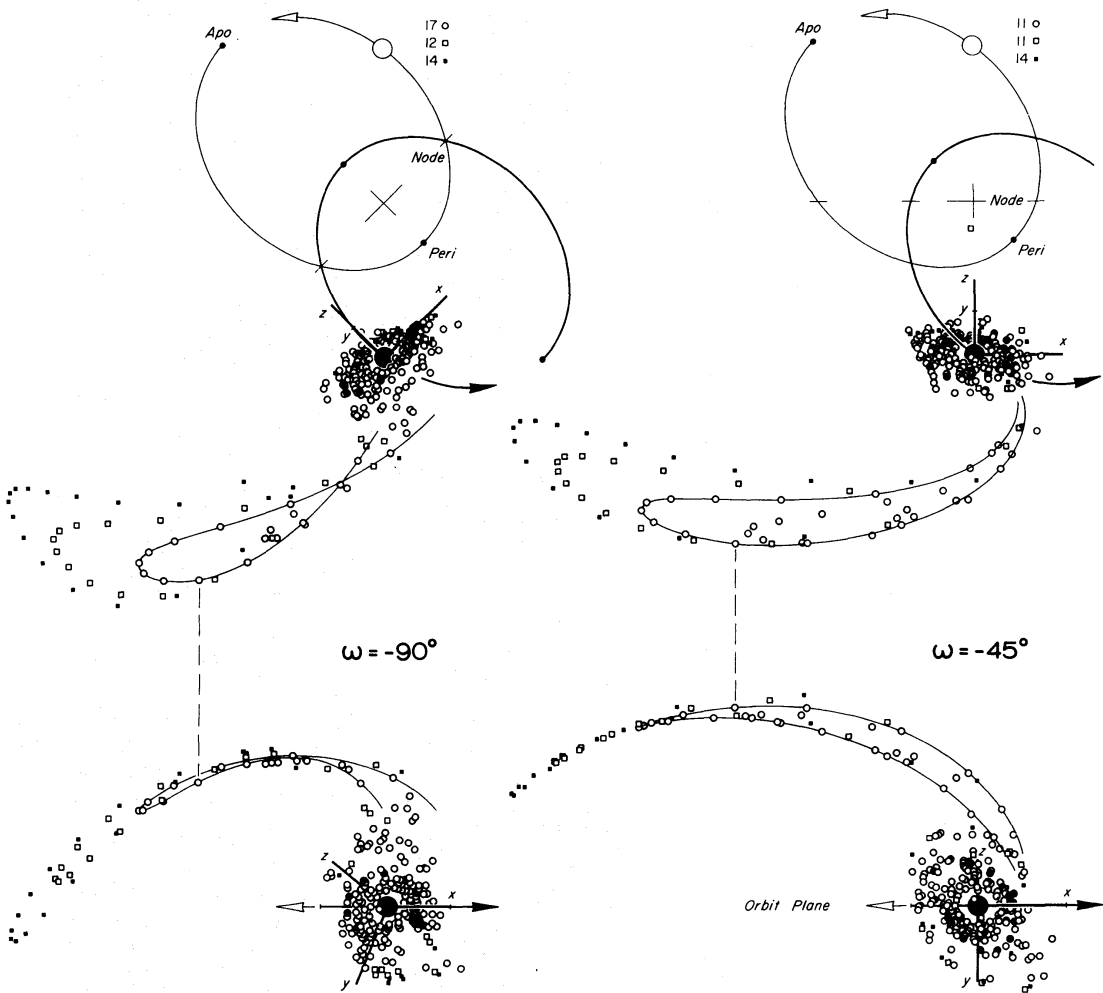 Apo
17 ○
12 □
14 ▪
Node
Peri
z
x
y
ω = -90°
z
x
y
Apo
11 ○
11 □
14 ▪
Node
Peri
z
y
x
ω = -45°
Orbit Plane
z
x
y